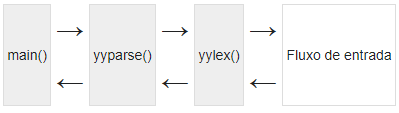 main()
yyparse()
yylex()
Fluxo de entrada